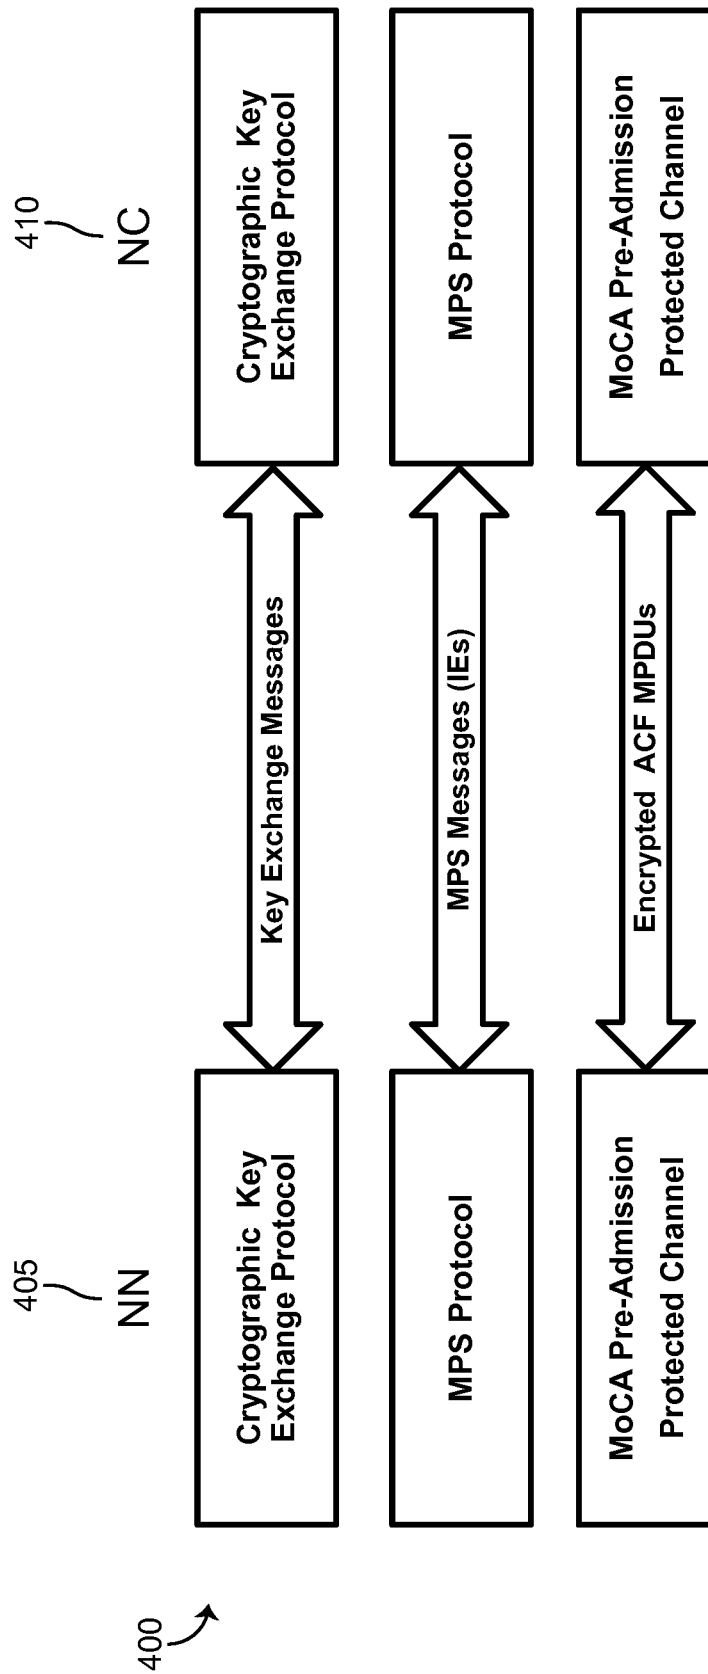 400
405
NN
410
NC
Cryptographic Key
Exchange Protocol
Key Exchange Messages
Cryptographic Key
Exchange Protocol
MPS Protocol
MPS Messages (IEs)
MPS Protocol
MoCA Pre-Admission
Protected Channel
Encrypted ACF MPDUs
MoCA Pre-Admission
Protected Channel